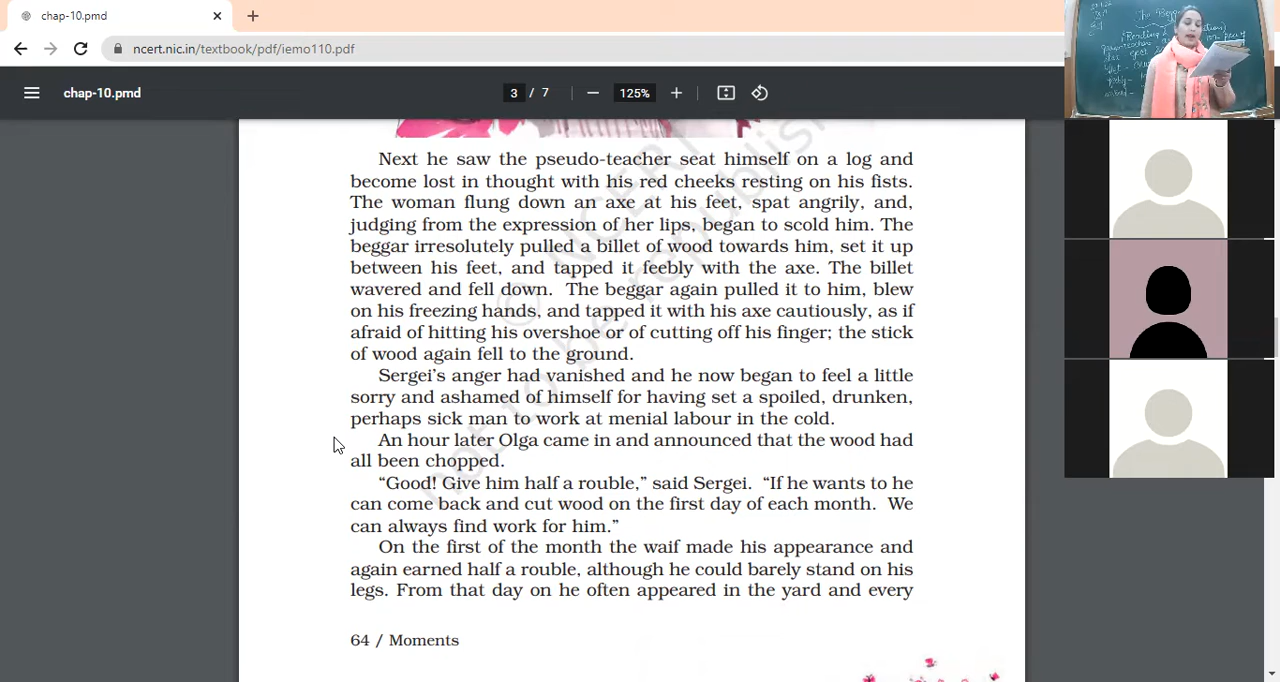 chap-10.pmd
ncert.nic.in/textbook/pdf/iemo110.pdf
chap-10.pmd
3 / 7
125%
The Begg
(Reading
Next he saw the pseudo-teacher seat himself on a log and
become lost in thought with his red cheeks resting on his fists.
The woman flung down an axe at his feet, spat angrily, and,
judging from the expression of her lips, began to scold him. The
beggar irresolutely pulled a billet of wood towards him, set it up
between his feet, and tapped it feebly with the axe. The billet
wavered and fell down. The beggar again pulled it to him, blew
on his freezing hands, and tapped it with his axe cautiously, as if
afraid of hitting his overshoe or of cutting off his finger; the stick
of wood again fell to the ground.
Sergei's anger had vanished and he now began to feel a little
sorry and ashamed of himself for having set a spoiled, drunken,
perhaps sick man to work at menial labour in the cold.
An hour later Olga came in and announced that the wood had
all been chopped.
“Good! Give him half a rouble,” said Sergei. “If he wants to he
can come back and cut wood on the first day of each month. We
can always find work for him.”
On the first of the month the waif made his appearance and
again earned half a rouble, although he could barely stand on his
legs. From that day on he often appeared in the yard and every
64 / Moments
© NCERT
not to be republish